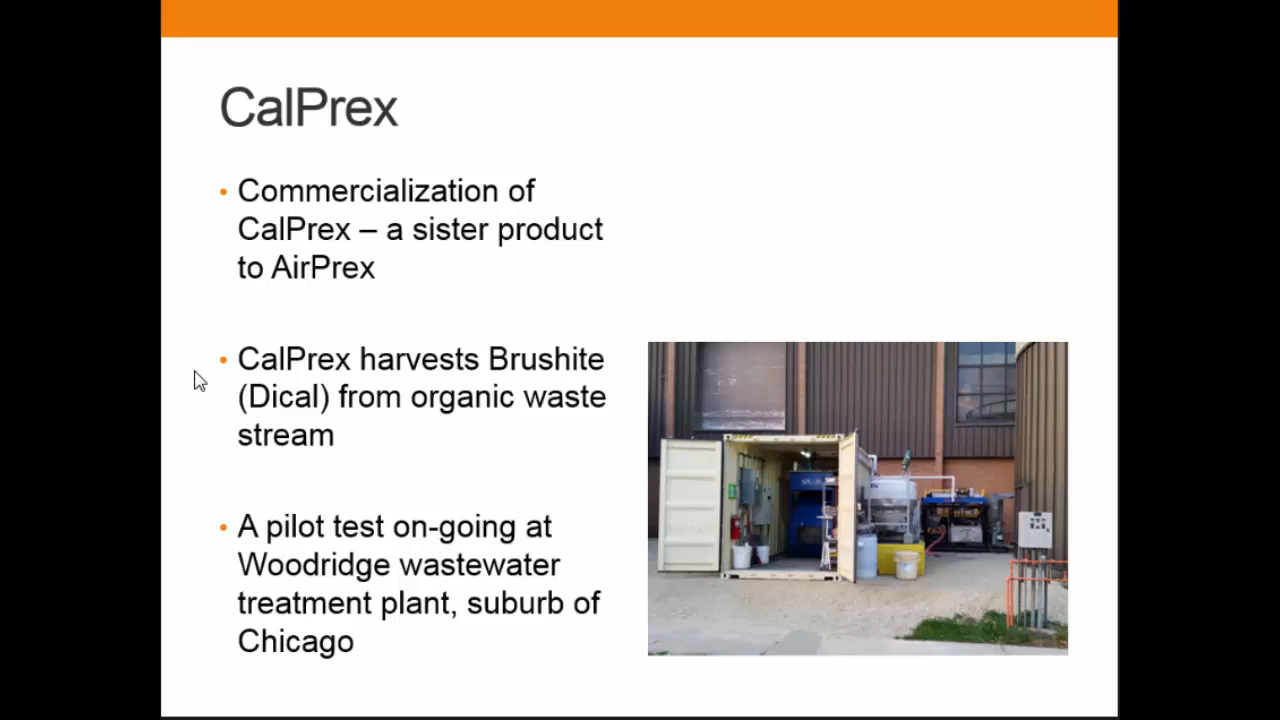 CalPrex
• Commercialization of
CalPrex – a sister product
to AirPrex
• CalPrex harvests Brushite
(Dical) from organic waste
stream
• A pilot test on-going at
Woodridge wastewater
treatment plant, suburb of
Chicago